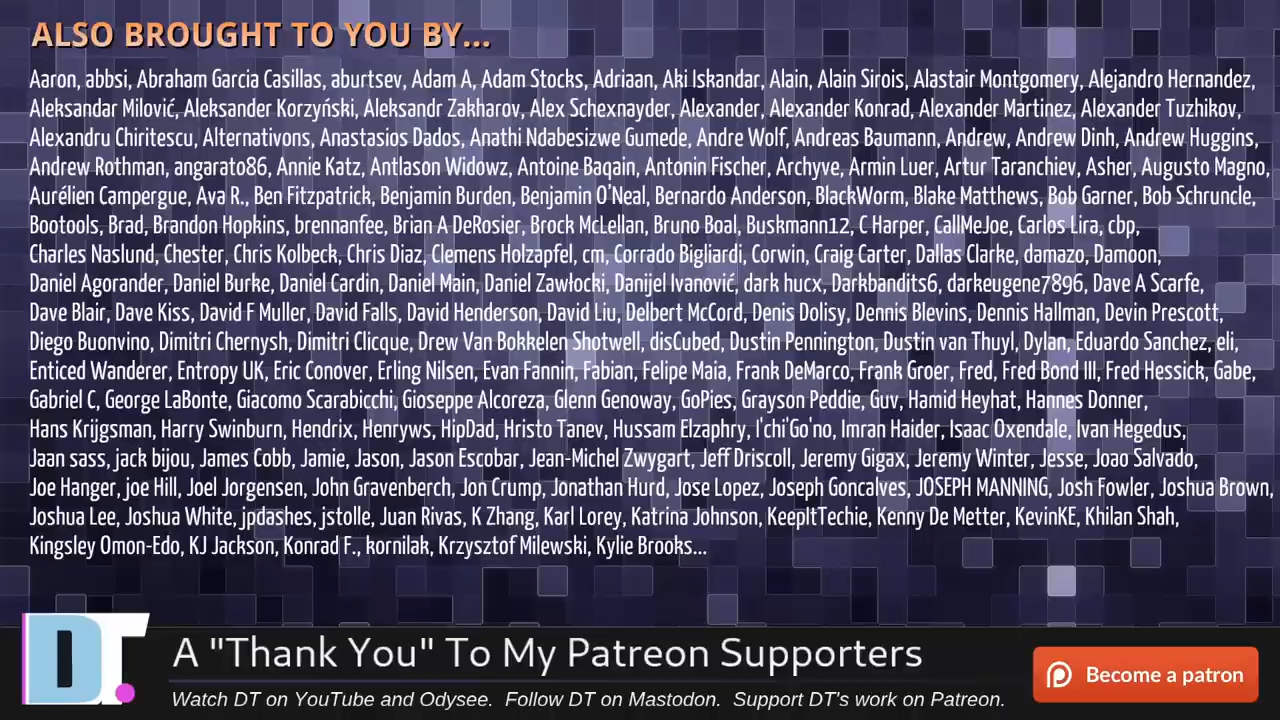 ALSO BROUGHT TO YOU BY...
Aaron, abbsi, Abraham Garcia Casillas, aburtsev, Adam A, Adam Stocks, Adriaan, Aki Iskandar, Alain, Alain Sirois, Alastair Montgomery, Alejandro Hernandez,
Aleksandar Milović, Aleksander Korzyński, Aleksandr Zakharov, Alex Schexnayder, Alexander, Alexander Konrad, Alexander Martinez, Alexander Tuzhikov,
Alexandru Chiritescu, Alternativons, Anastasios Dados, Anathi Ndabesizwe Gumede, Andre Wolf, Andreas Baumann, Andrew, Andrew Dinh, Andrew Huggins,
Andrew Rothman, angarato86, Annie Katz, Antlason Widowz, Antoine Baqain, Antonin Fischer, Archyve, Armin Luer, Artur Taranchiev, Asher, Augusto Magno,
Aurélien Campergue, Ava R., Ben Fitzpatrick, Benjamin Burden, Benjamin O’Neal, Bernardo Anderson, BlackWorm, Blake Matthews, Bob Garner, Bob Schruncle,
Bootools, Brad, Brandon Hopkins, brennanfee, Brian A DeRosier, Brock McLellan, Bruno Boal, Buskmann12, C Harper, CallMeJoe, Carlos Lira, cbp,
Charles Naslund, Chester, Chris Kolbeck, Chris Diaz, Clemens Holzapfel, cm, Corrado Bigliardi, Corwin, Craig Carter, Dallas Clarke, damazo, Damoon,
Daniel Agorander, Daniel Burke, Daniel Cardin, Daniel Main, Daniel Zawłocki, Danijel Ivanović, dark hucx, Darkbandits6, darkeugene7896, Dave A Scarfe,
Dave Blair, Dave Kiss, David F Muller, David Falls, David Henderson, David Liu, Delbert McCord, Denis Dolisy, Dennis Blevins, Dennis Hallman, Devin Prescott,
Diego Buonvino, Dimitri Chernysh, Dimitri Clicque, Drew Van Bokkelen Shotwell, disCubed, Dustin Pennington, Dustin van Thuyl, Dylan, Eduardo Sanchez, eli,
Enticed Wanderer, Entropy UK, Eric Conover, Erling Nilsen, Evan Fannin, Fabian, Felipe Maia, Frank DeMarco, Frank Groer, Fred, Fred Bond III, Fred Hessick, Gabe,
Gabriel C, George LaBonte, Giacomo Scarabicchi, Gioseppe Alcoreza, Glenn Genoway, GoPies, Grayson Peddie, Guv, Hamid Heyhat, Hannes Donner,
Hans Krijgsman, Harry Swinburn, Hendrix, Henryws, HipDad, Hristo Tanev, Hussam Elzaphry, I'chi'Go'no, Imran Haider, Isaac Oxendale, Ivan Hegedus,
Jaan sass, jack bijou, James Cobb, Jamie, Jason, Jason Escobar, Jean-Michel Zwygart, Jeff Driscoll, Jeremy Gigax, Jeremy Winter, Jesse, Joao Salvado,
Joe Hanger, joe Hill, Joel Jorgensen, John Gravenberch, Jon Crump, Jonathan Hurd, Jose Lopez, Joseph Goncalves, JOSEPH MANNING, Josh Fowler, Joshua Brown,
Joshua Lee, Joshua White, jpdashes, jstolle, Juan Rivas, K Zhang, Karl Lorey, Katrina Johnson, KeepItTechie, Kenny De Metter, KevinKE, Khilan Shah,
Kingsley Omon-Edo, KJ Jackson, Konrad F., kornilak, Krzysztof Milewski, Kylie Brooks...
DT.
A "Thank You" To My Patreon Supporters
Watch DT on YouTube and Odysee. Follow DT on Mastodon. Support DT's work on Patreon.
Become a patron